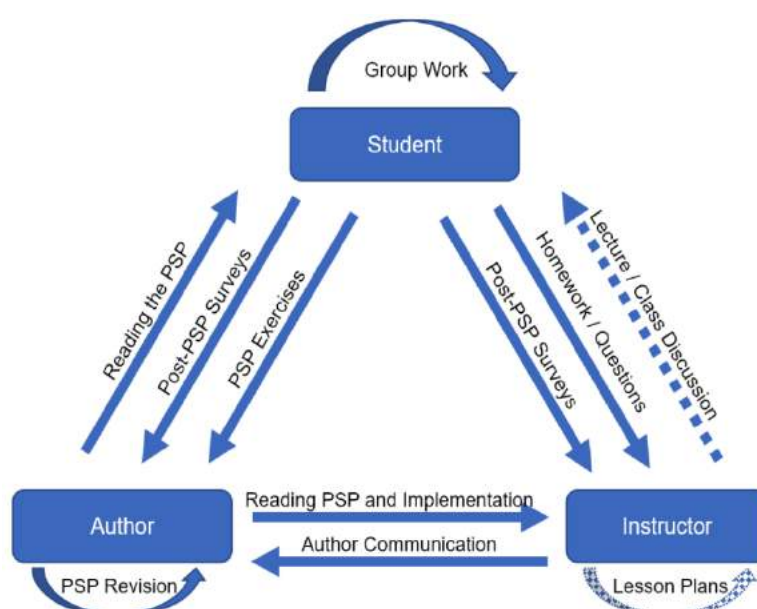 Group Work
Student
Reading the PSP
Post-PSP Surveys
PSP Exercises
Post-PSP Surveys
Homework / Questions
Lecture / Class Discussion
Author
Reading PSP and Implementation
Author Communication
Instructor
PSP Revision
Lesson Plans